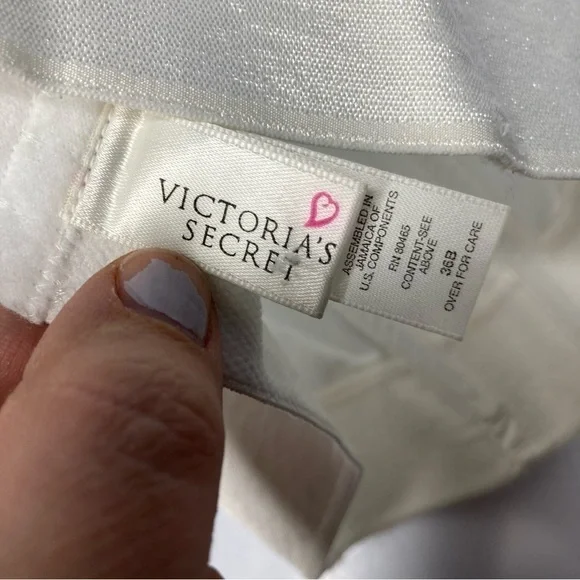 VICTORIA'S
SECRET
ASSEMBLED IN
JAMAICA OF
U.S. COMPONENTS
RN 80465
CONTENT-SEE
ABOVE
36B
OVER FOR CARE